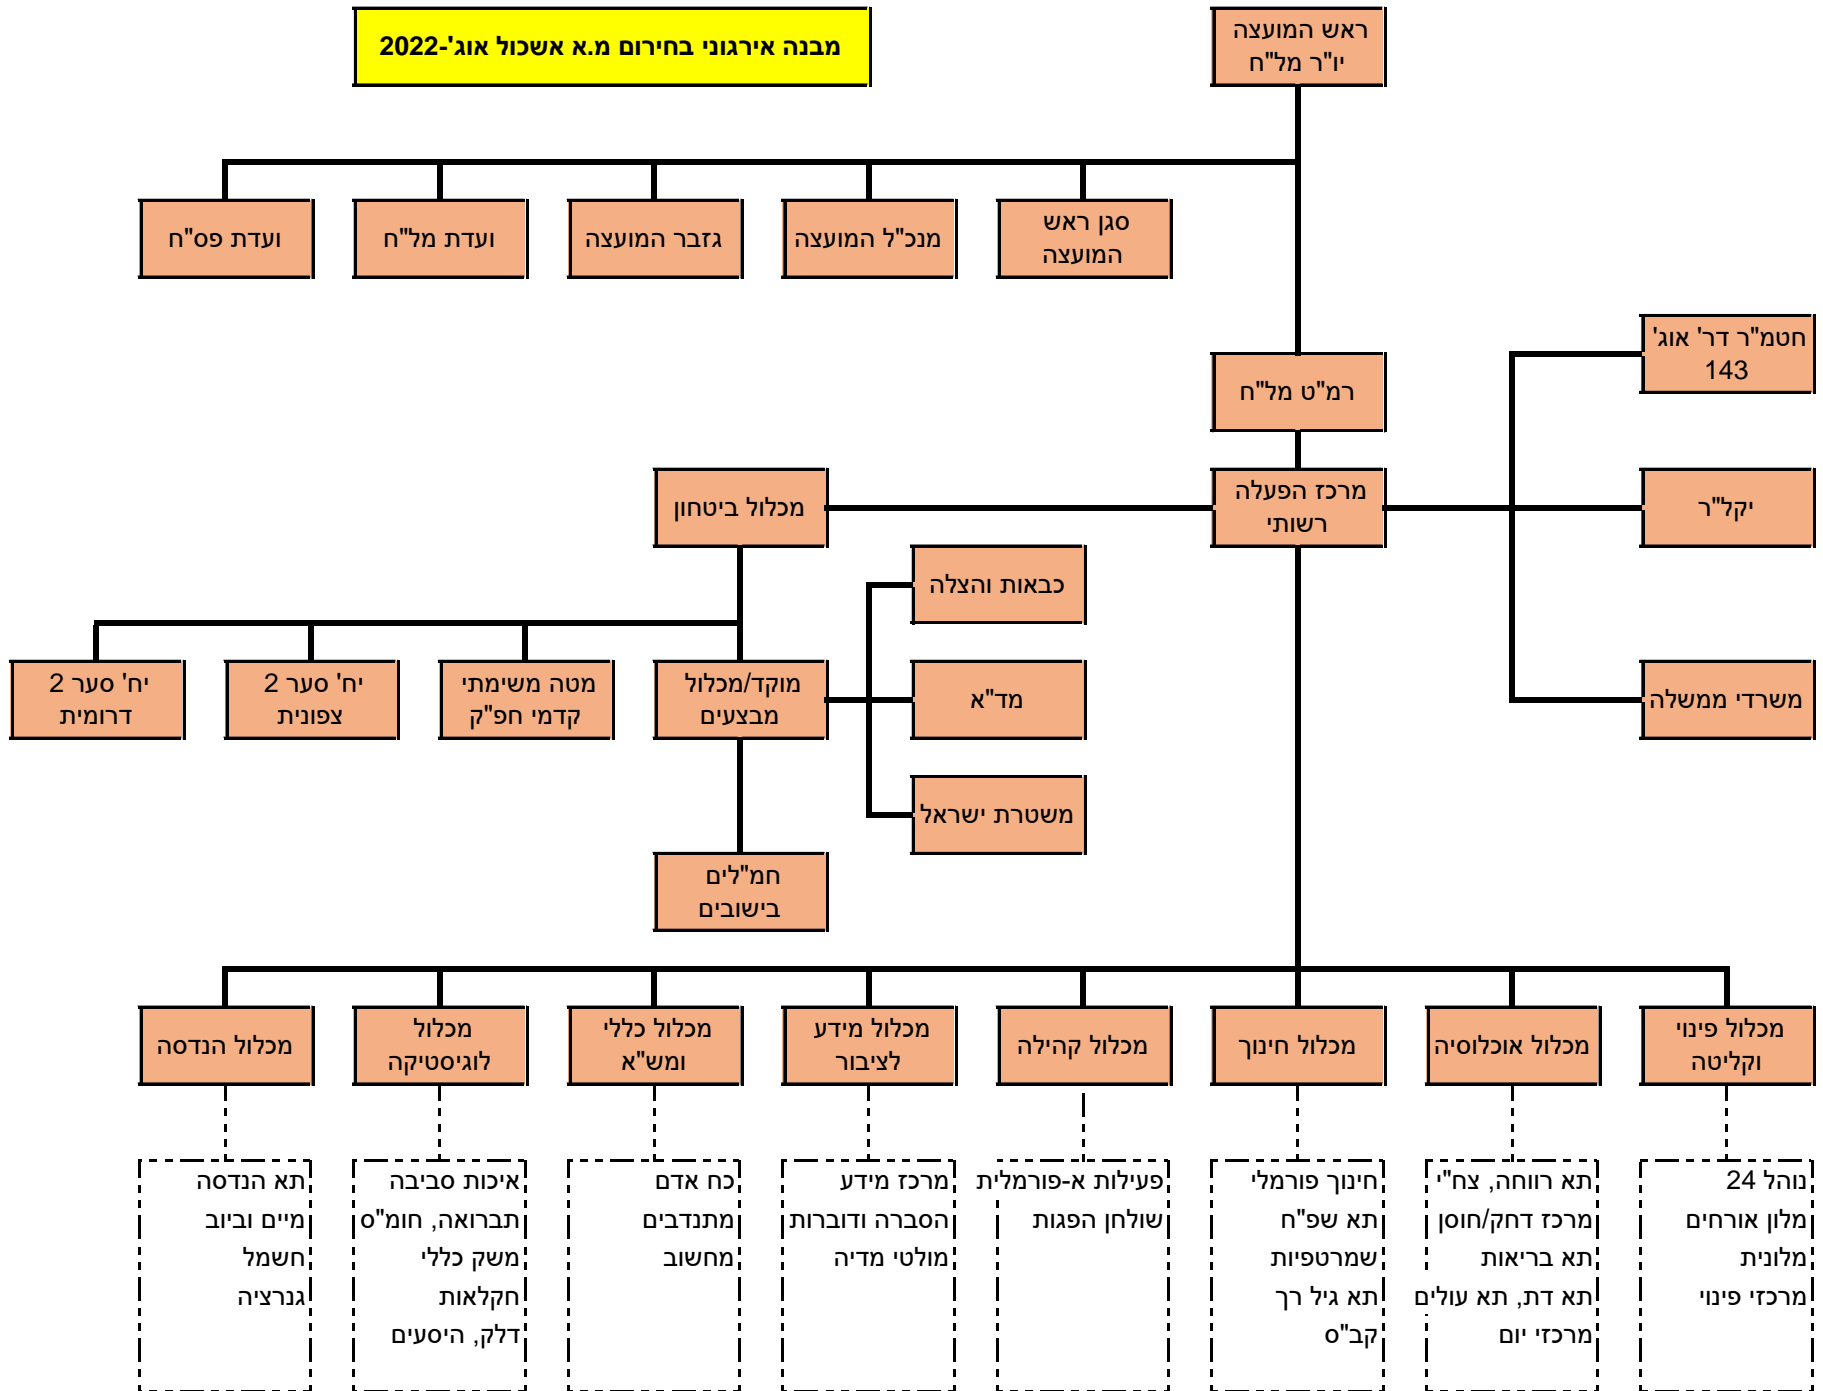 ראש המועצה
יו"ר מל"ח
מבנה אירגוני בחירום מ.א אשכול אוג'-2022
סגן ראש
המועצה
מנכ"ל המועצה
גזבר המועצה
ועדת מל"ח
ועדת פס"ח
חטמ"ר דר' אוג'
143
רמ"ט מל"ח
יקל"ר
מרכז הפעלה
רשותי
מכלול ביטחון
כבאות והצלה
משרדי ממשלה
מד"א
מוקד/מכלול
מבצעים
מטה משימתי
קדמי חפ"ק
יח' סער 2
צפונית
יח' סער 2
דרומית
משטרת ישראל
חמ"לים
בישובים
מכלול פינוי
וקליטה
מכלול אוכלוסיה
מכלול חינוך
מכלול קהילה
מכלול מידע
לציבור
מכלול כללי
ומש"א
מכלול
לוגיסטיקה
מכלול הנדסה
נוהל 24
מלון אורחים
מלונית
מרכזי פינוי
תא רווחה, צח"י
מרכז דחק/חוסן
תא בריאות
תא דת, תא עולים
מרכזי יום
חינוך פורמלי
תא שפ"ח
שמרטפיות
תא גיל רך
קב"ס
פעילות א-פורמלית
שולחן הפגות
מרכז מידע
הסברה ודוברות
מולטי מדיה
כח אדם
מתנדבים
מחשוב
איכות סביבה
תברואה, חומ"ס
משק כללי
חקלאות
דלק, היסעים
תא הנדסה
מיים וביוב
חשמל
גנרציה